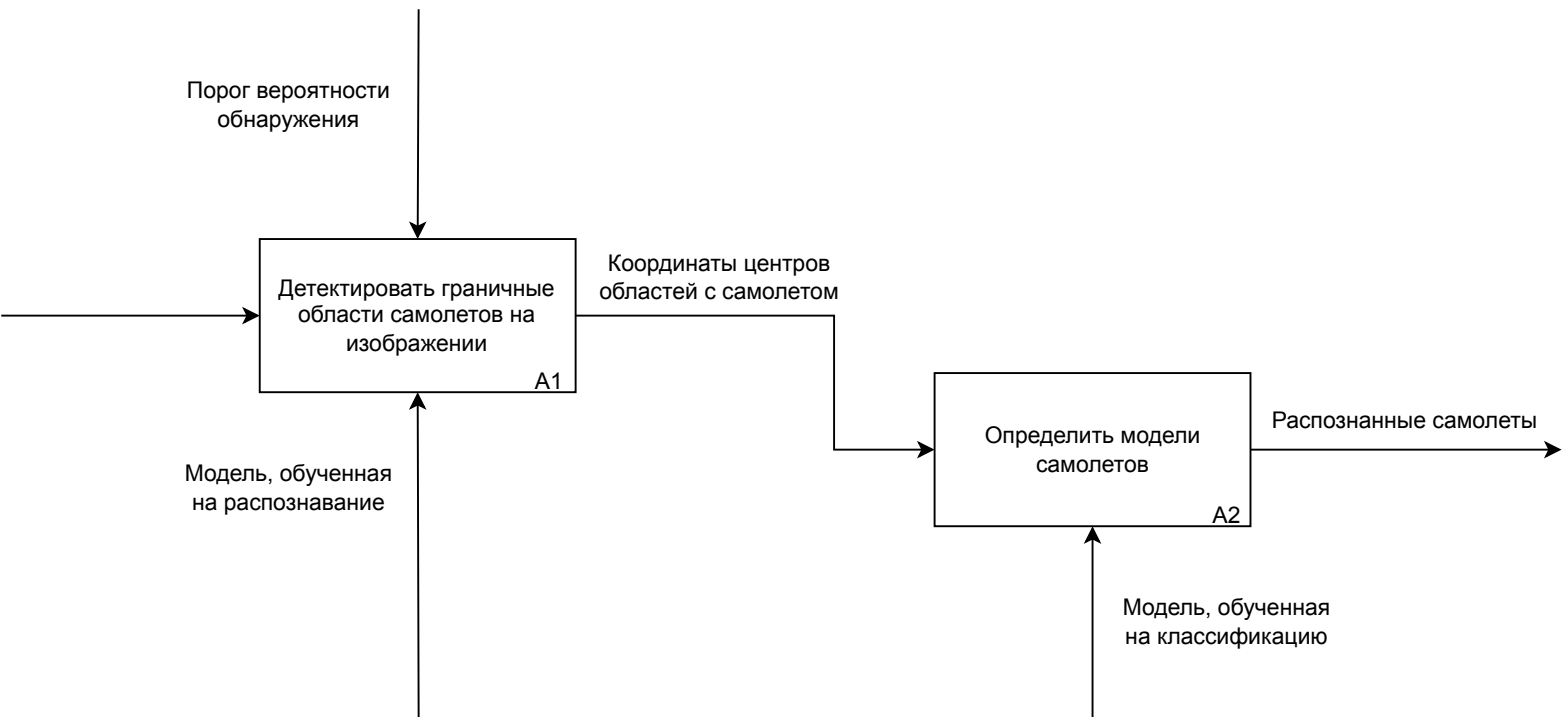 Порог вероятности
обнаружения
Детектировать граничные
области самолетов на
изображении
A1
Координаты центров
областей с самолетом
Модель, обученная
на распознавание
Определить модели
самолетов
A2
Распознанные самолеты
Модель, обученная
на классификацию